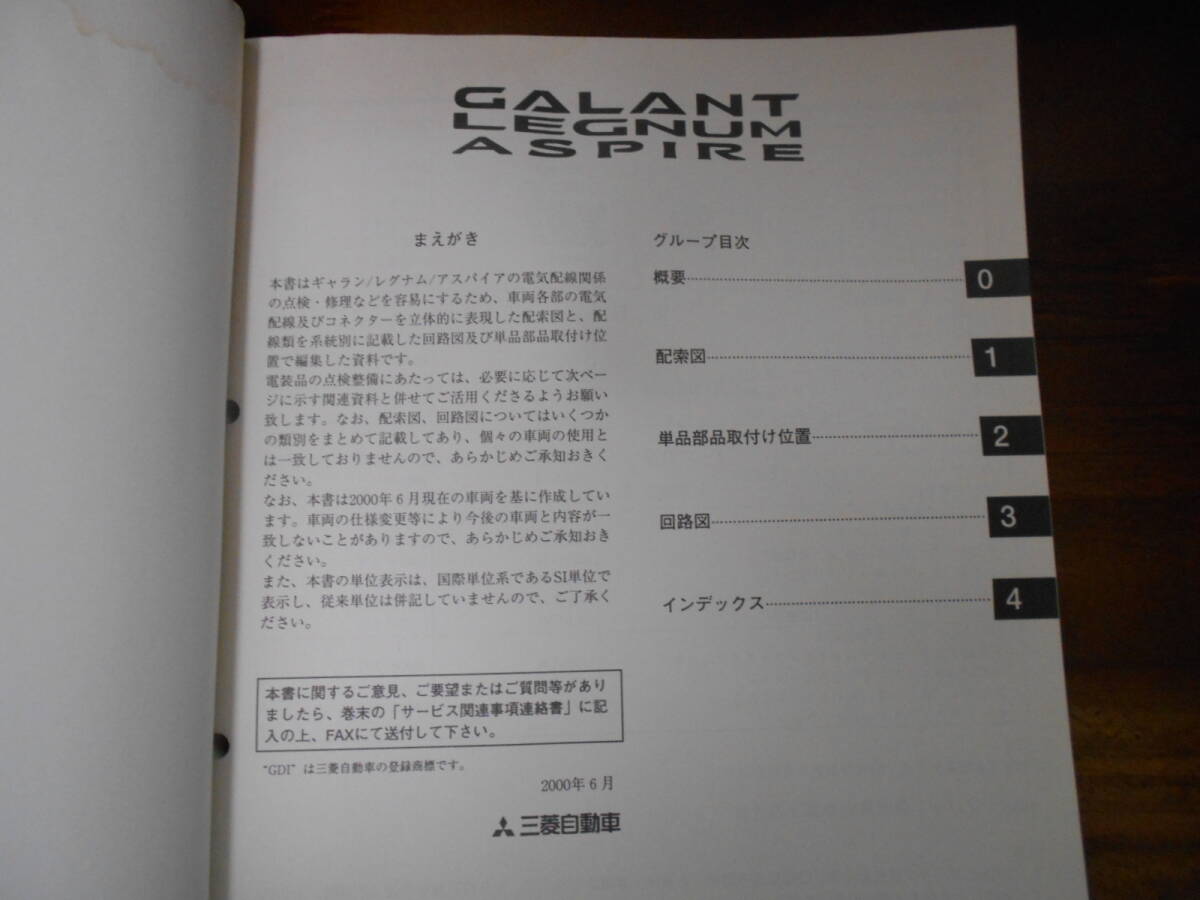 GALANT
LEGNUM
ASPIRE
まえがき
本書はギャラン/レグナム/アスパイアの電気配線関係
の点検・修理などを容易にするため、車両各部の電気
配線及びコネクターを立体的に表現した配索図と、配
線類を系統別に記載した回路図及び単品部品取付け位
置で編集した資料です。
電装品の点検整備にあたっては、必要に応じて次ペー
ジに示す関連資料と併せてご活用くださるようお願い
致します。なお、配索図、回路図についてはいくつか
の類別をまとめて記載してあり、個々の車両の使用と
は一致しておりませんので、あらかじめご承知おきく
ださい。
なお、本書は2000年6月現在の車両を基に作成してい
ます。車両の仕様変更等により今後の車両と内容が一
致しないことがありますので、あらかじめご承知おき
ください。
また、本書の単位表示は、国際単位系であるSI単位で
表示し、従来単位は併記していませんので、ご了承く
ださい。
本書に関するご意見、ご要望またはご質問等があり
ましたら、巻末の「サービス関連事項連絡書」に記
入の上、FAXにて送付して下さい。
"GDI"は三菱自動車の登録商標です。
2000年6月
三菱自動車
グループ目次
概要 0
配索図 1
単品部品取付け位置 2
回路図 3
インデックス 4